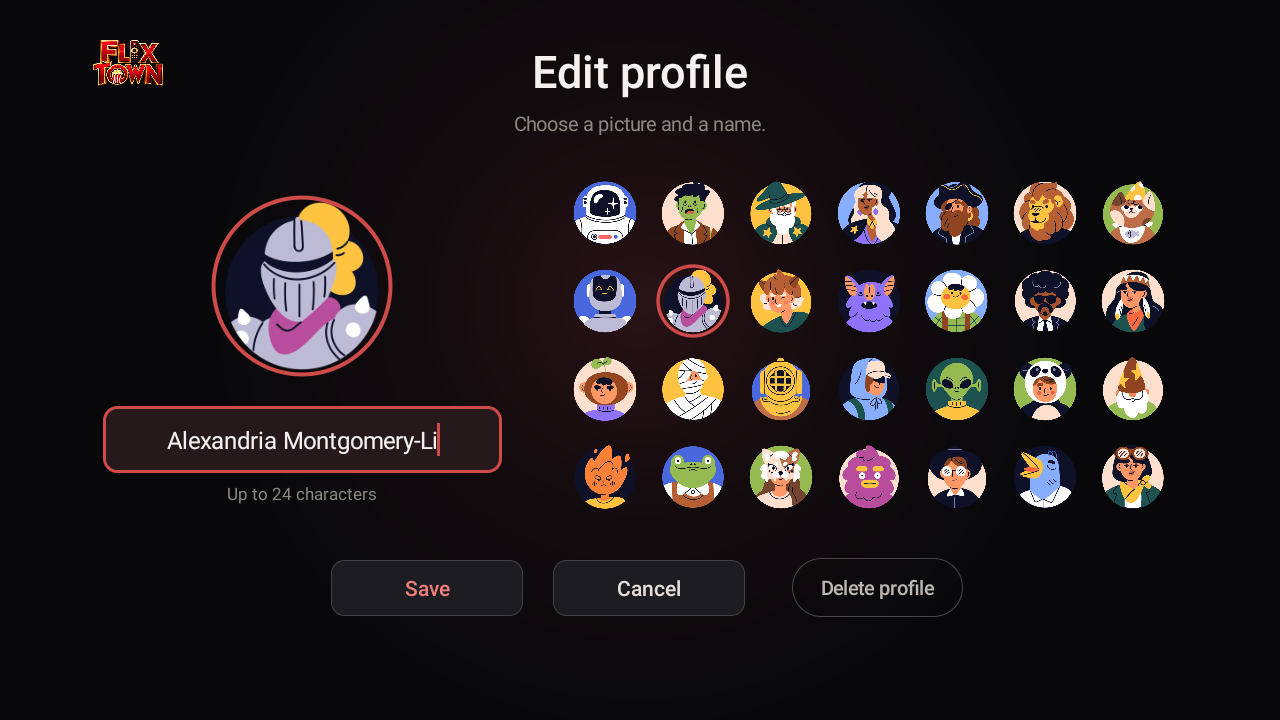 FLIX
TOWN
Edit profile
Choose a picture and a name.
Alexandria Montgomery-Li
Up to 24 characters
Save
Cancel
Delete profile